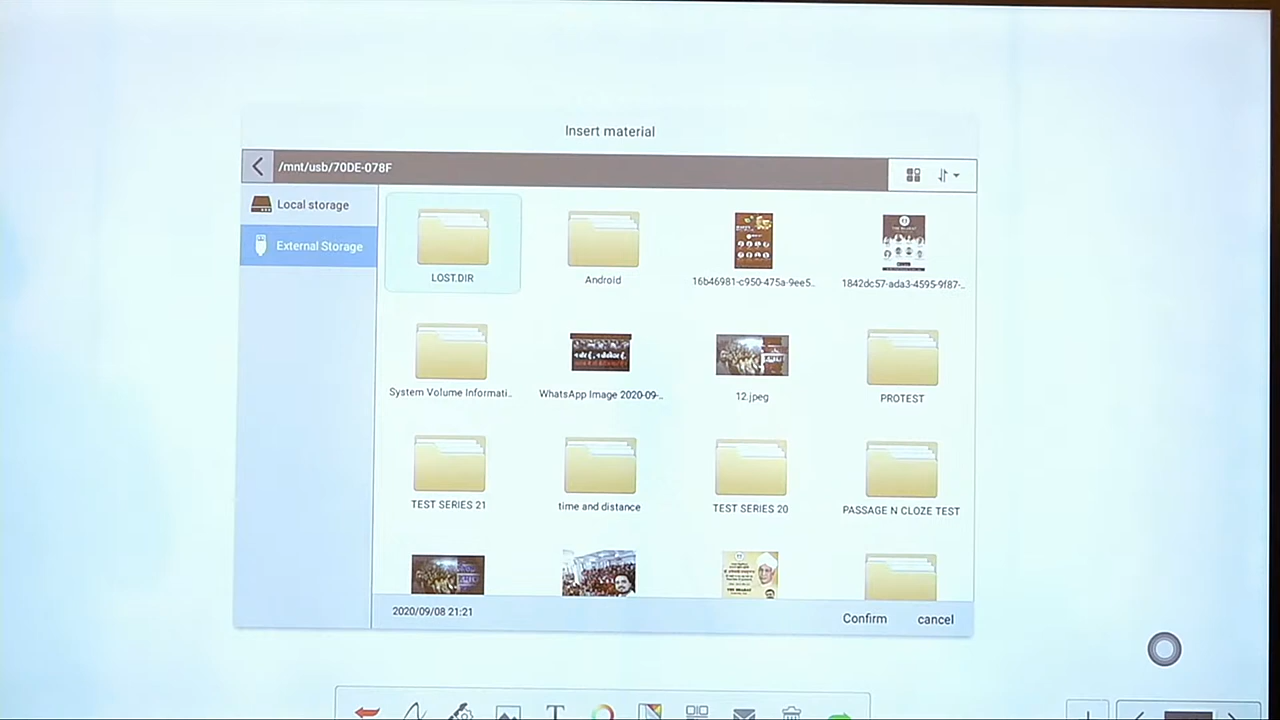 Insert material
/mnt/usb/70DE-078F
Local storage
External Storage
LOST.DIR
Android
16b46981-c950-475a-9ee5..
1842dc57-ada3-4595-9f87-..
System Volume Informati..
WhatsApp Image 2020-09-..
12.jpeg
PROTEST
TEST SERIES 21
time and distance
TEST SERIES 20
PASSAGE N CLOZE TEST
2020/09/08 21:21
Confirm
cancel